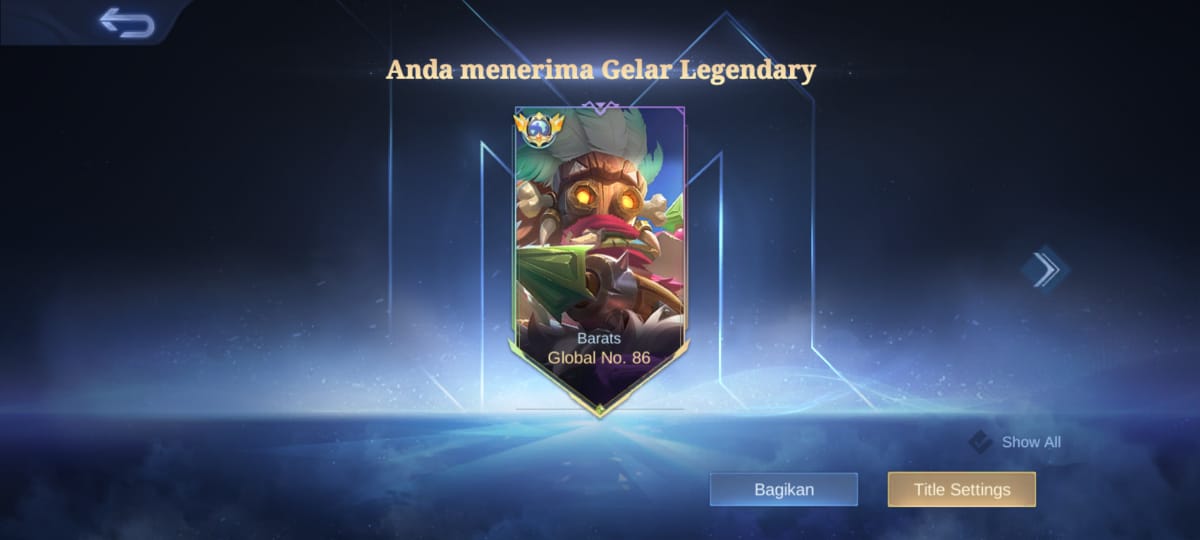 Anda menerima Gelar Legendary
Barats
Global No. 86
Show All
Bagikan
Title Settings